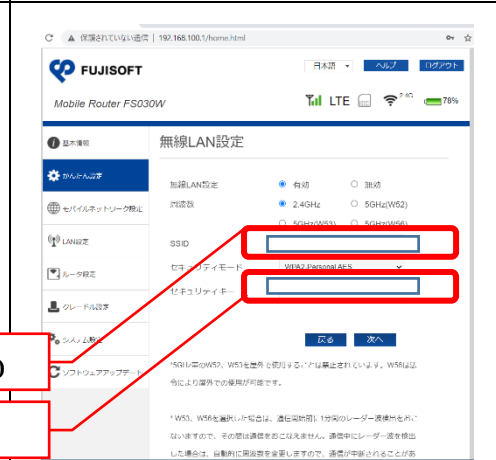 保護されていない通信 | 192.168.100.1/home.html
FUJISOFT
日本語
ヘルプ
ログアウト
Mobile Router FS030W
LTE
2.4G
78%
基本情報
かんたん設定
モバイルネットワーク設定
LAN設定
ルータ設定
クレードル設定
システム設定
ソフトウェアアップデート
無線LAN設定
無線LAN設定
有効
無効
周波数
2.4GHz
5GHz(W52)
5GHz(W53)
5GHz(W56)
SSID
セキュリティモード
WPA2-Personal AES
セキュリティキー
戻る
次へ
*5GHz帯のW52、W53を屋外で使用することは禁止されています。W56は法
令により屋外での使用が可能です。
* W53、W56を選択した場合は、通信開始前に1分間のレーダー波検出をおこ
ないますので、その間は通信をおこなえません。通信中にレーダー波を検出
した場合は、自動的に周波数を変更しますので、通信が中断されることがあ